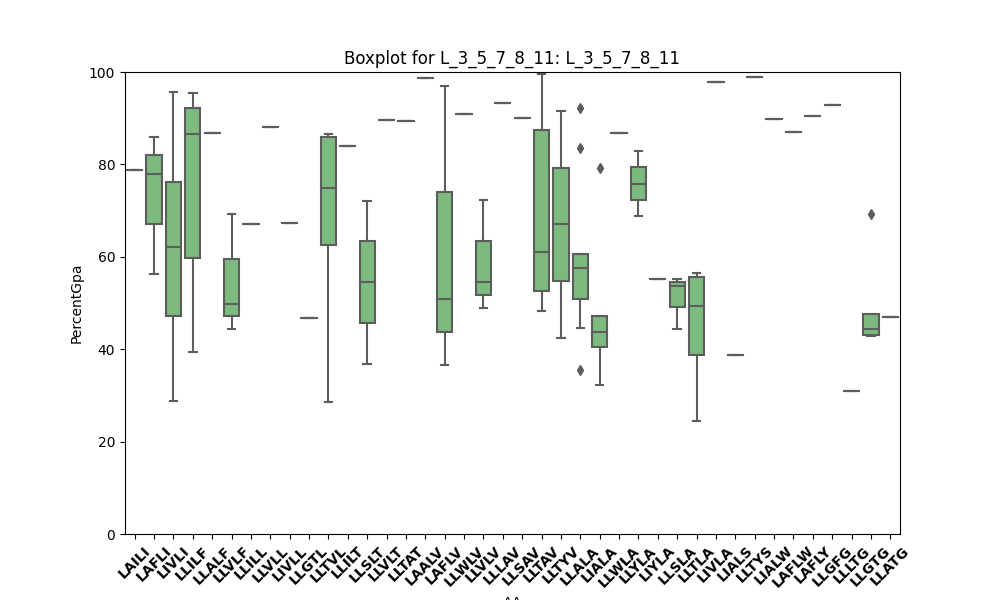 Boxplot for L_3_5_7_8_11: L_3_5_7_8_11
100
80
60
40
20
0
PercentGpa
LAILI
LAFLI
LIVLI
LLILF
LLALF
LLVLF
LLILL
LLVLL
LIVLL
LLGTL
LLTVL
LLILT
LLSLT
LLVLT
LLTAT
LAALV
LAFLV
LLWLV
LLVLV
LLLAV
LLSAV
LLTAV
LLTYV
LLALA
LIALA
LLWLA
LLYLA
LIYLA
LLSLA
LLTLA
LIVLA
LIALS
LLTYS
LIALW
LAFLW
LAFLY
LLGFG
LLLTG
LLGTG
LLATG